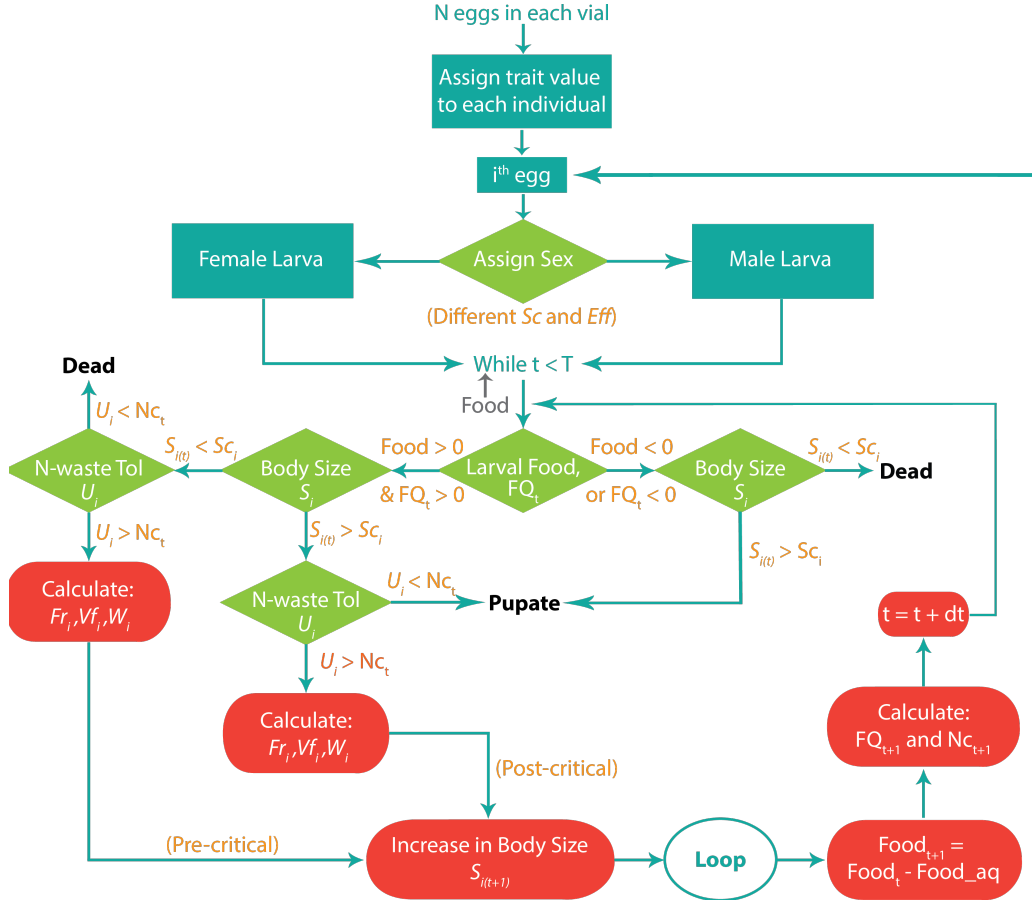 N eggs in each vial
Assign trait value
to each individual
iᵗʰ egg
Female Larva
Assign Sex
Male Larva
(Different Sc and Eff)
Dead
While t < T
Food
Uᵢ < Ncₜ
Sᵢ₍ₜ₎ < Scᵢ
Food > 0
Food < 0
Sᵢ₍ₜ₎ < Scᵢ
N-waste Tol
Uᵢ
Body Size
Sᵢ
Larval Food,
FQₜ
Body Size
Sᵢ
Dead
& FQₜ > 0
or FQₜ < 0
Uᵢ > Ncₜ
Sᵢ₍ₜ₎ > Scᵢ
Sᵢ₍ₜ₎ > Scᵢ
Calculate:
Frᵢ,Vfᵢ,Wᵢ
N-waste Tol
Uᵢ
Uᵢ < Ncₜ
Pupate
t = t + dt
Uᵢ > Ncₜ
Calculate:
Frᵢ,Vfᵢ,Wᵢ
Calculate:
FQₜ₊₁ and Ncₜ₊₁
(Post-critical)
(Pre-critical)
Increase in Body Size
Sᵢ₍ₜ₊₁₎
Loop
Foodₜ₊₁ =
Foodₜ - Food_aq